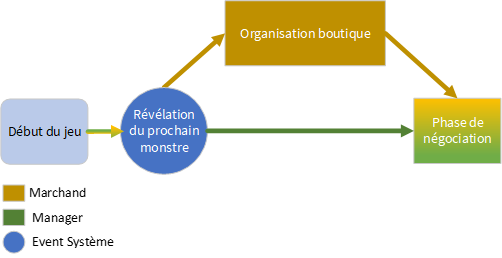 Organisation boutique
Début du jeu
Révélation
du prochain
monstre
Phase de
négociation
Marchand
Manager
Event Système